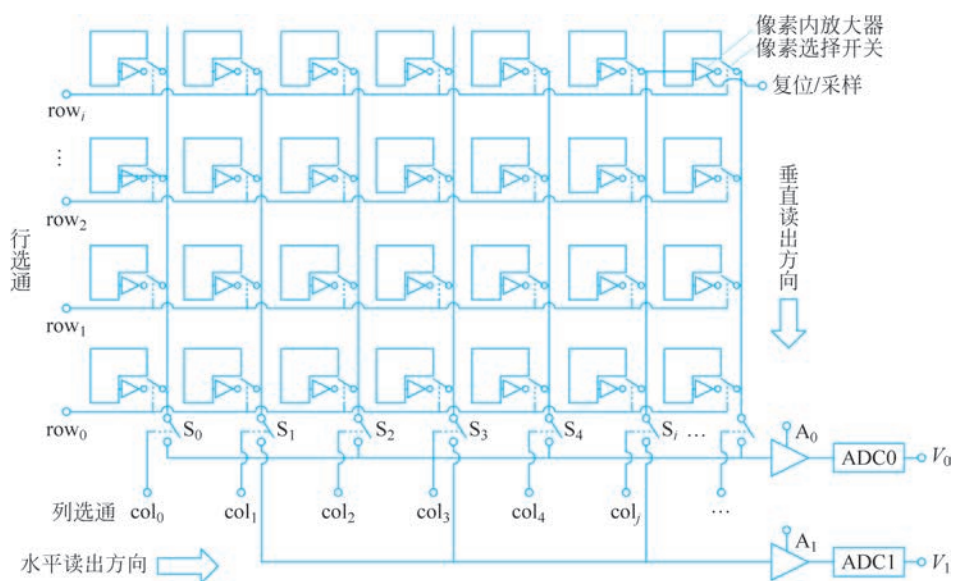 像素内放大器
像素选择开关
复位/采样
row_i
⋮
row_2
行选通
row_1
row_0
垂直读出方向
S_0 S_1 S_2 S_3 S_4 S_i …
A_0
ADC0 V_0
列选通 col_0 col_1 col_2 col_3 col_4 col_j …
水平读出方向
A_1
ADC1 V_1